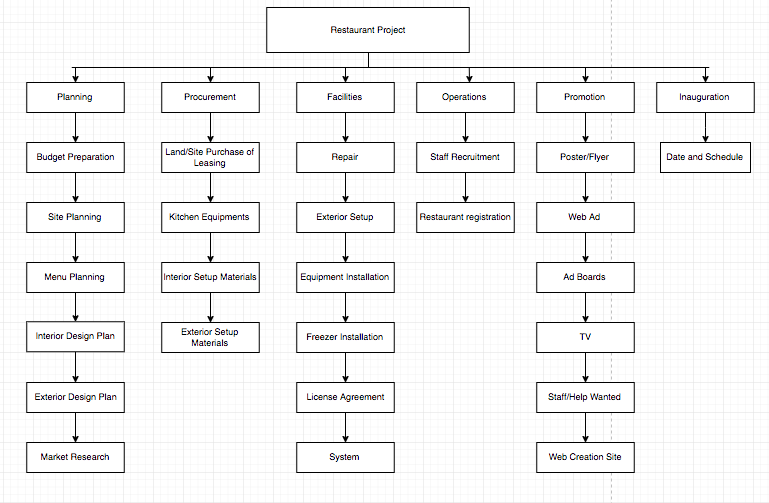 Restaurant Project
Planning
Procurement
Facilities
Operations
Promotion
Inauguration
Budget Preparation
Land/Site Purchase of
Leasing
Repair
Staff Recruitment
Poster/Flyer
Date and Schedule
Site Planning
Kitchen Equipments
Exterior Setup
Restaurant registration
Web Ad
Menu Planning
Interior Setup Materials
Equipment Installation
Ad Boards
Interior Design Plan
Exterior Setup
Materials
Freezer Installation
TV
Exterior Design Plan
License Agreement
Staff/Help Wanted
Market Research
System
Web Creation Site